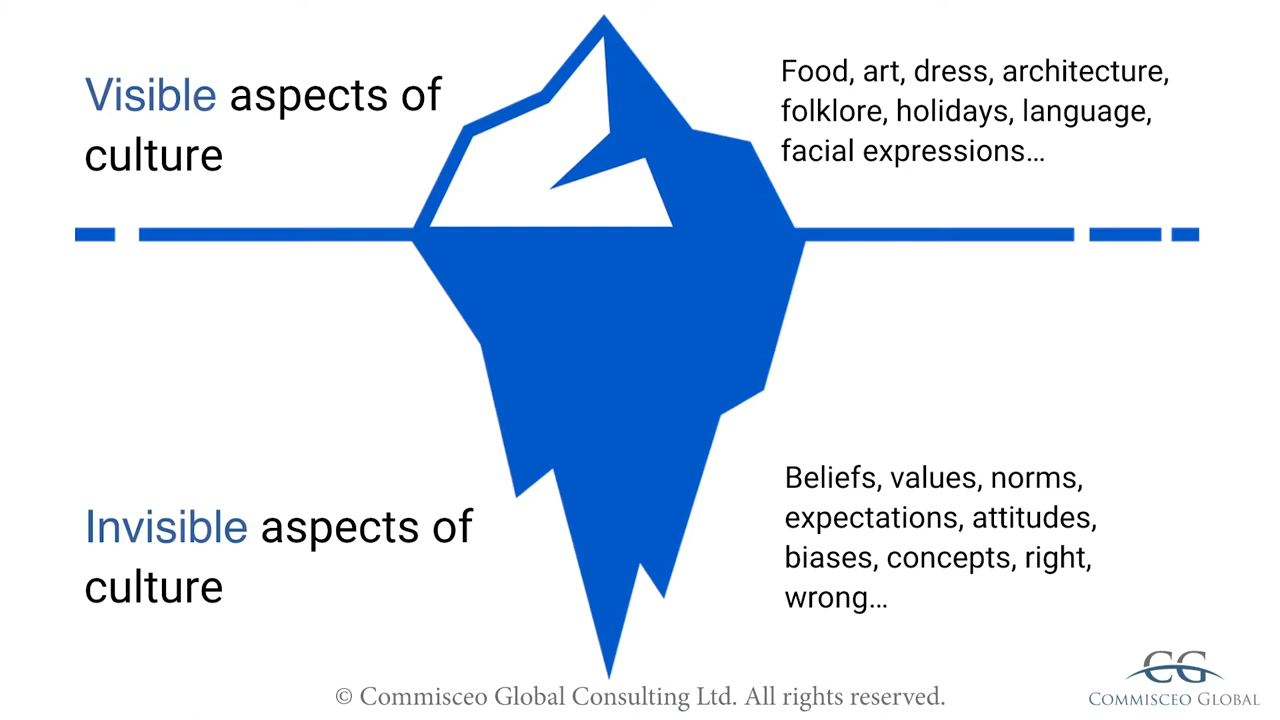 Visible aspects of
culture
Food, art, dress, architecture,
folklore, holidays, language,
facial expressions…
Invisible aspects of
culture
Beliefs, values, norms,
expectations, attitudes,
biases, concepts, right,
wrong…
CG
COMMISCEO GLOBAL
© Commisceo Global Consulting Ltd. All rights reserved.